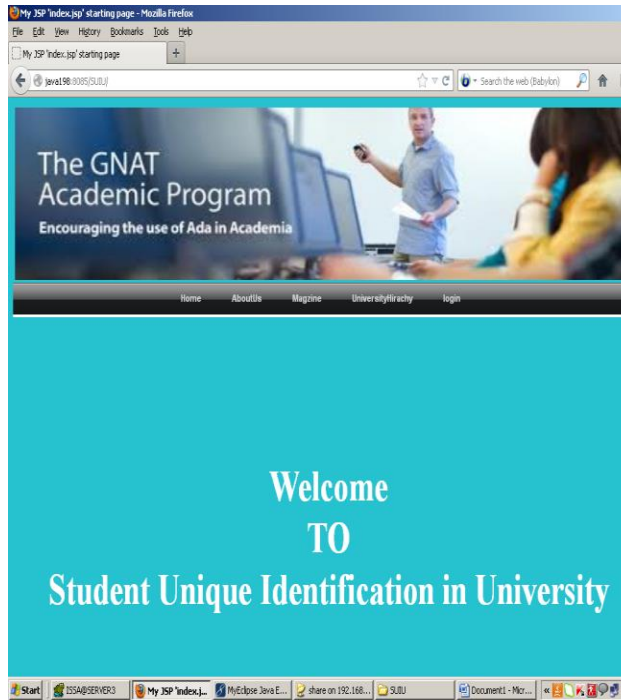 My JSP 'index.jsp' starting page - Mozilla Firefox
File Edit View History Bookmarks Tools Help
My JSP 'index.jsp' starting page +
java198:8085/SUIU/ Search the web (Babylon)
The GNAT
Academic Program
Encouraging the use of Ada in Academia
Home AboutUs Magzine UniversityHirachy login
Welcome
TO
Student Unique Identification in University
Start ISSA@SERVER3 My JSP 'index.j... MyEclipse Java E... share on 192.168... SUIU Document1 - Micr...